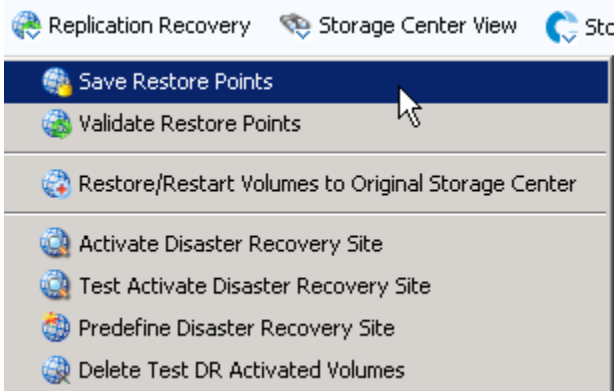 Replication Recovery Storage Center View Sto
Save Restore Points
Validate Restore Points
Restore/Restart Volumes to Original Storage Center
Activate Disaster Recovery Site
Test Activate Disaster Recovery Site
Predefine Disaster Recovery Site
Delete Test DR Activated Volumes